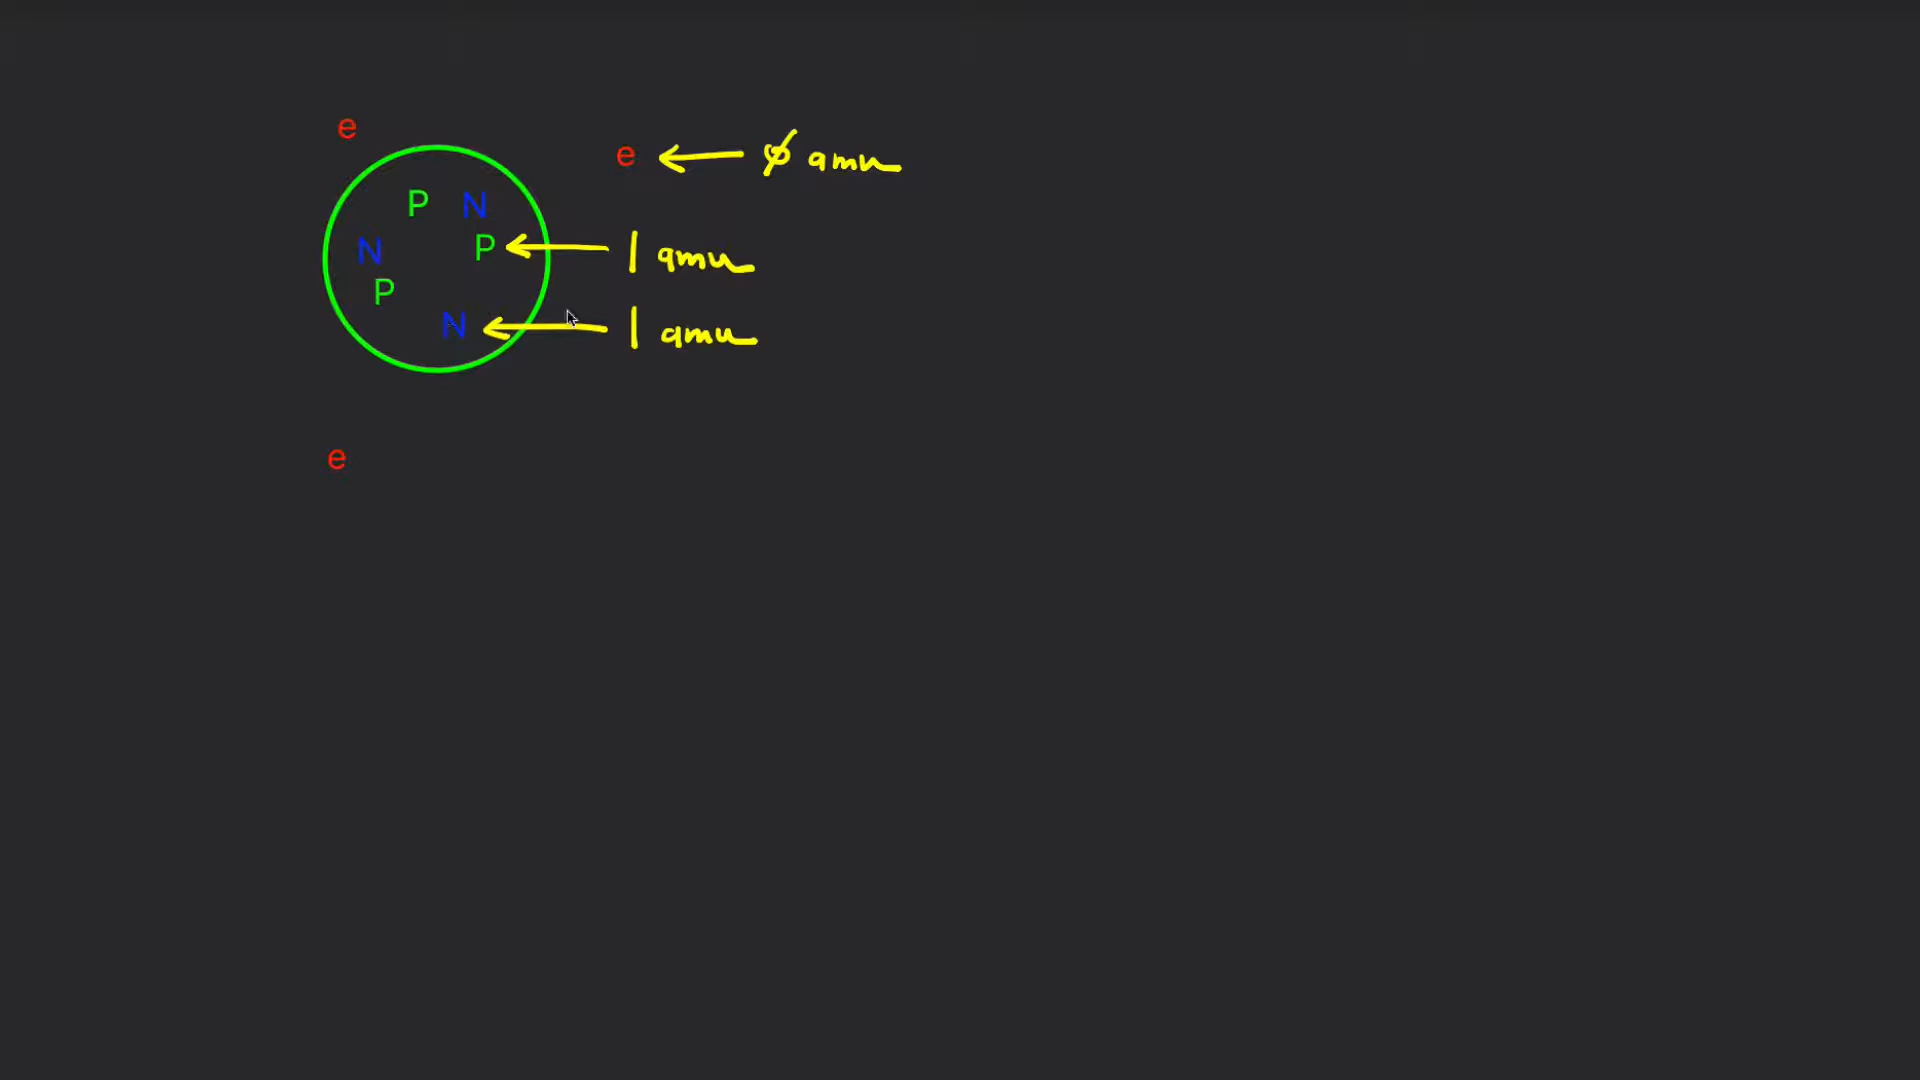 e
e ← ∅ amu
P N
N P ← 1 amu
P
N ← 1 amu
e